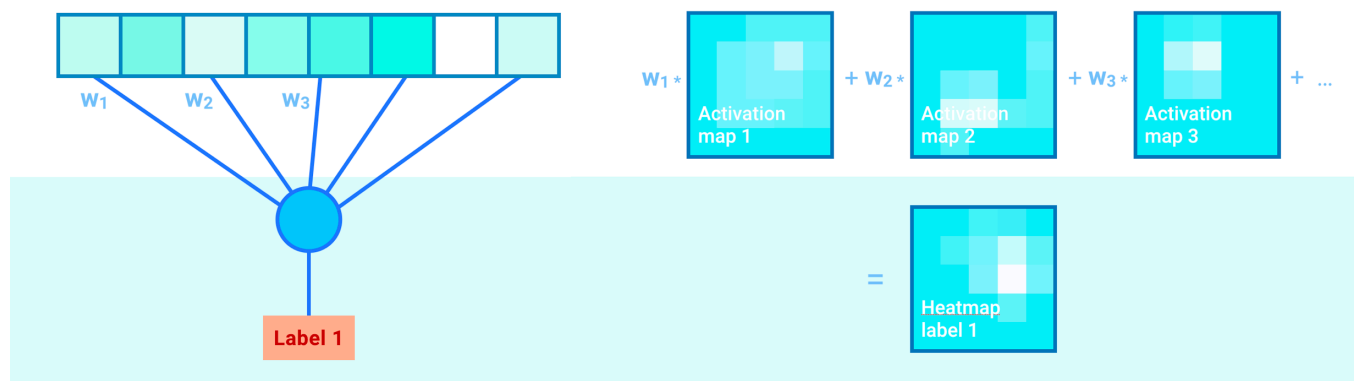 w₁ w₂ w₃
w₁ * + w₂ * + w₃ * + ...
Activation
map 1
Activation
map 2
Activation
map 3
=
Heatmap
label 1
Label 1